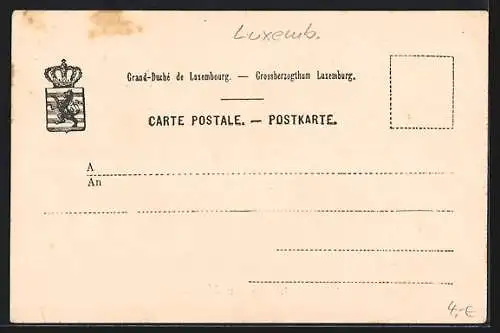 Luxemb.
Grand-Duché de Luxembourg. — Grossherzogthum Luxemburg.
CARTE POSTALE. — POSTKARTE.
A
An
4,-€